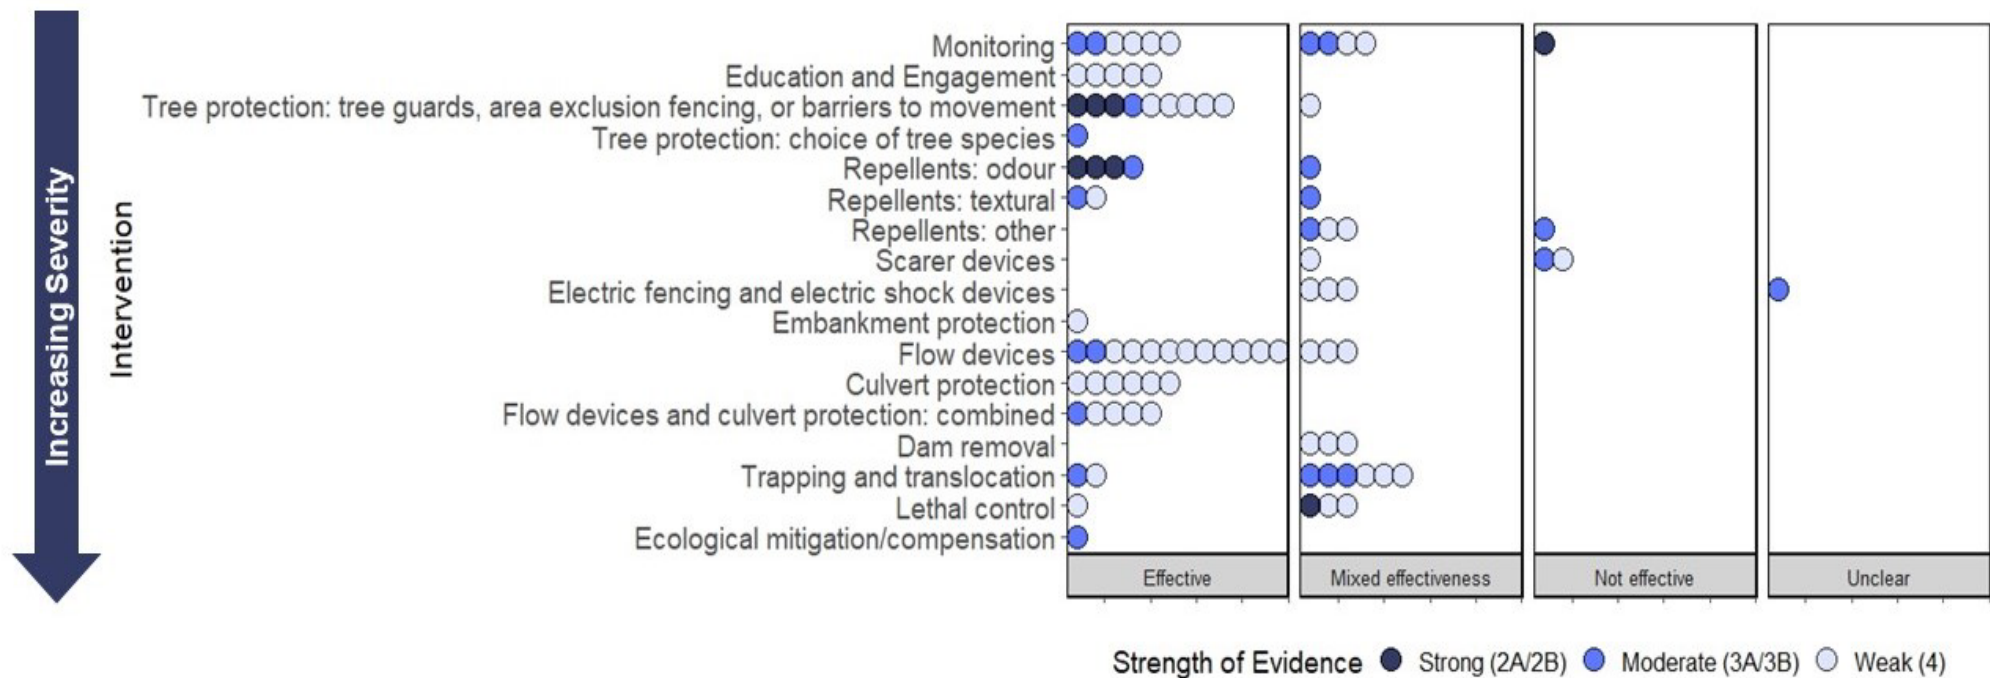 Increasing Severity
Intervention
Monitoring
Education and Engagement
Tree protection: tree guards, area exclusion fencing, or barriers to movement
Tree protection: choice of tree species
Repellents: odour
Repellents: textural
Repellents: other
Scarer devices
Electric fencing and electric shock devices
Embankment protection
Flow devices
Culvert protection
Flow devices and culvert protection: combined
Dam removal
Trapping and translocation
Lethal control
Ecological mitigation/compensation
Effective
Mixed effectiveness
Not effective
Unclear
Strength of Evidence Strong (2A/2B) Moderate (3A/3B) Weak (4)